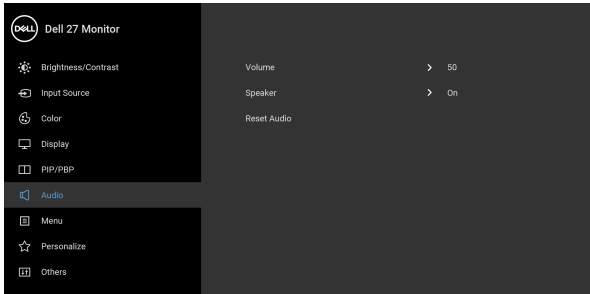 DELL Dell 27 Monitor
Brightness/Contrast
Input Source
Color
Display
PIP/PBP
Audio
Menu
Personalize
Others
Volume 50
Speaker On
Reset Audio